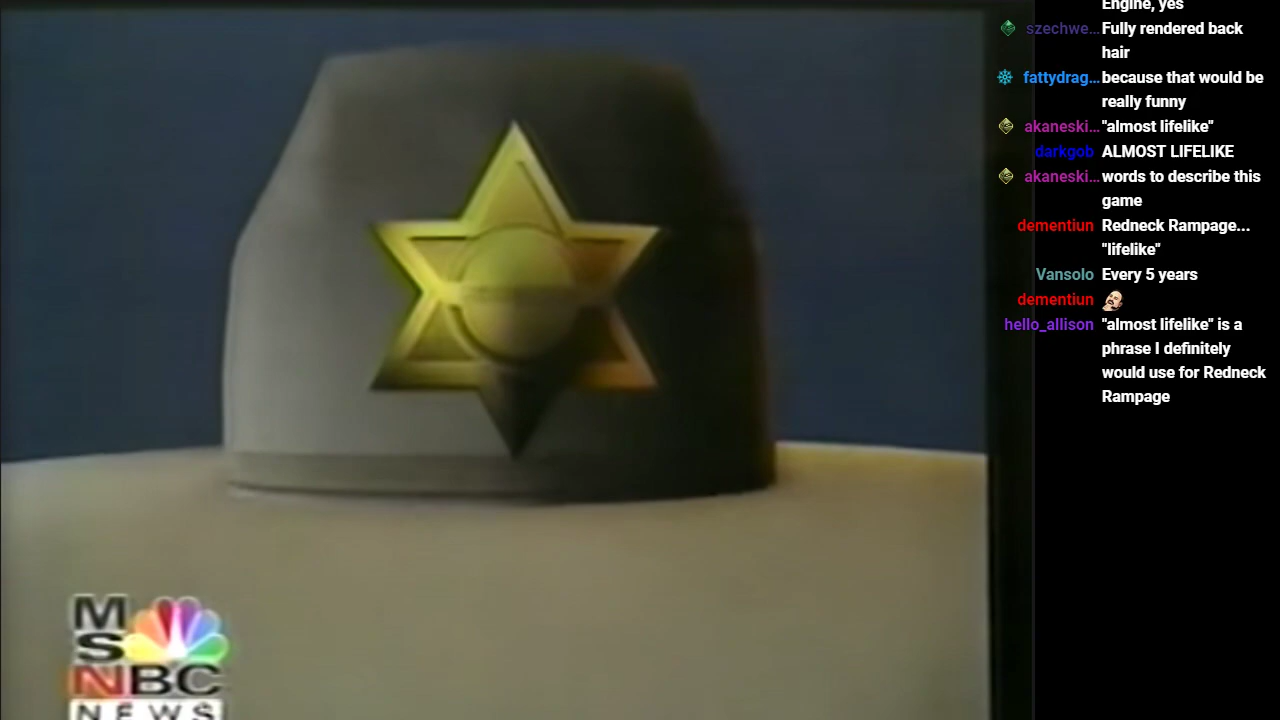 Engine, yes
szechwe... Fully rendered back
hair
fattydrag... because that would be
really funny
akaneski... "almost lifelike"
darkgob ALMOST LIFELIKE
akaneski... words to describe this
game
dementiun Redneck Rampage...
"lifelike"
Vansolo Every 5 years
dementiun
hello_allison "almost lifelike" is a
phrase I definitely
would use for Redneck
Rampage
M
S
NBC
NEWS